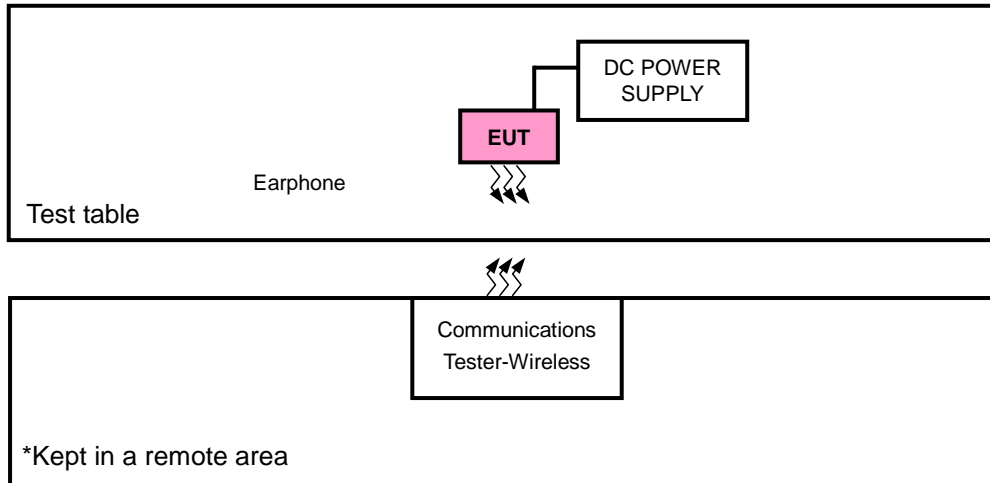 DC POWER
SUPPLY
EUT
Earphone
Test table
Communications
Tester-Wireless
*Kept in a remote area